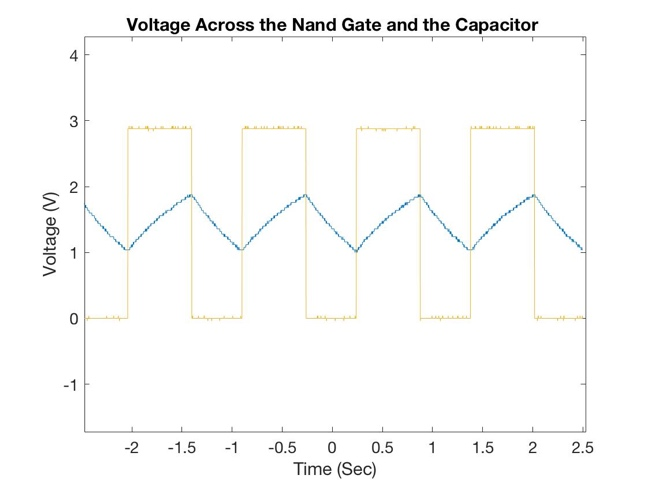 Voltage Across the Nand Gate and the Capacitor
4
3
2
1
0
-1
Voltage (V)
-2 -1.5 -1 -0.5 0 0.5 1 1.5 2 2.5
Time (Sec)